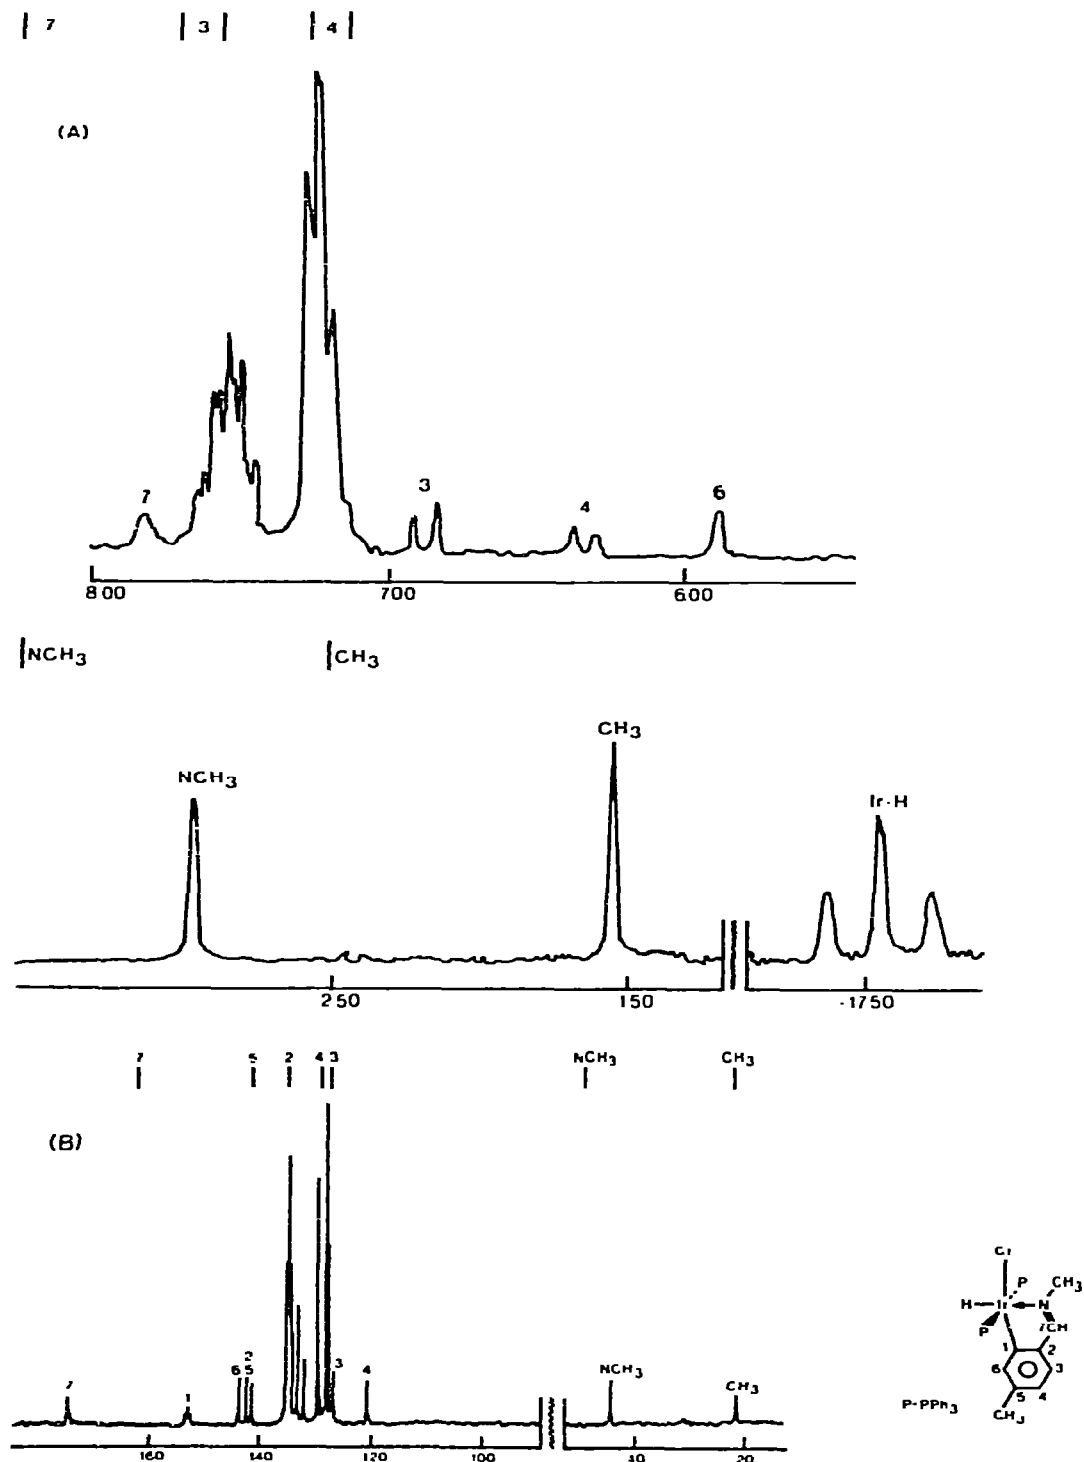 7 3 4
(A)
7 3 4 6
800 700 600
NCH3 CH3
NCH3 CH3 Ir-H
250 150 -1750
7 5 2 4 3 NCH3 CH3
(B)
7 1 6 2 5 3 4 NCH3 CH3
160 140 120 100 40 20
Cl
P CH3
H Ir N
P 7CH
1 2
6 3
5 4
CH3
P-PPh3